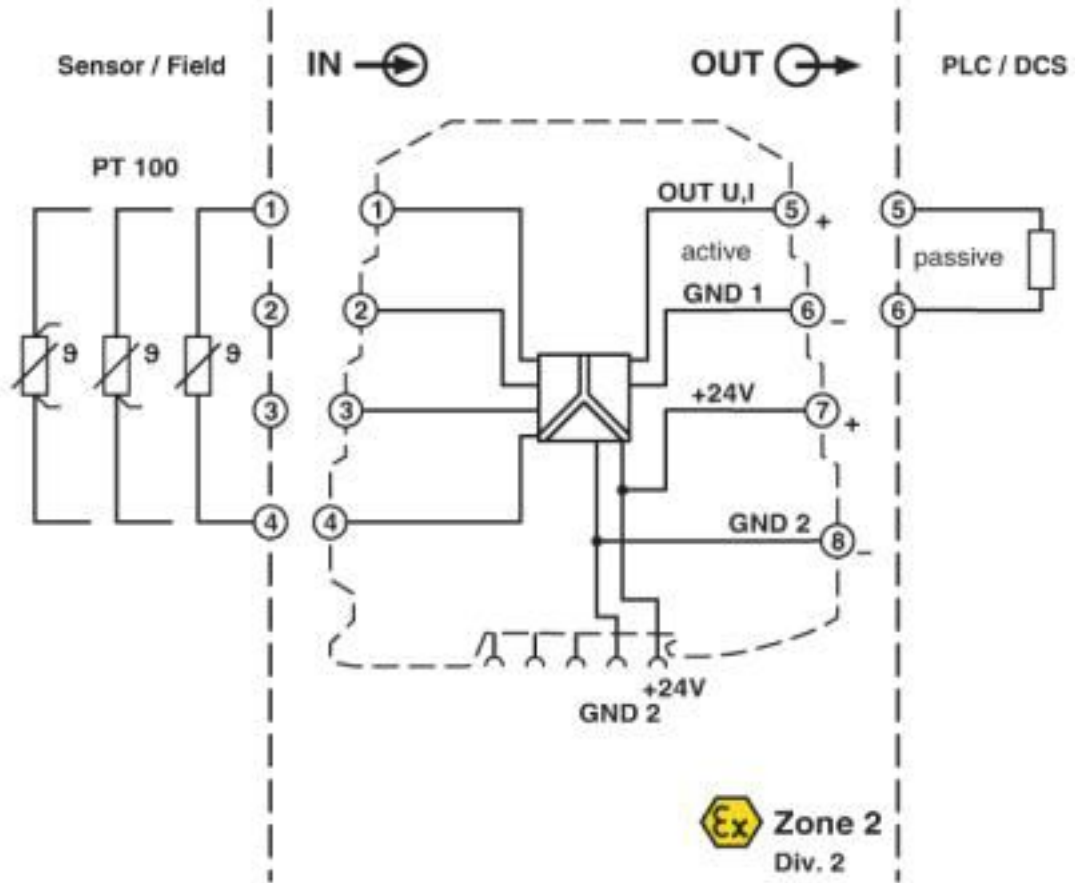 Sensor / Field
IN
OUT
PLC / DCS
PT 100
1
2
3
4
ϑ
ϑ
ϑ
1
2
3
4
OUT U,I
5
+
active
GND 1
6
–
+24V
7
+
GND 2
8
–
5
passive
6
+24V
GND 2
Ex
Zone 2
Div. 2